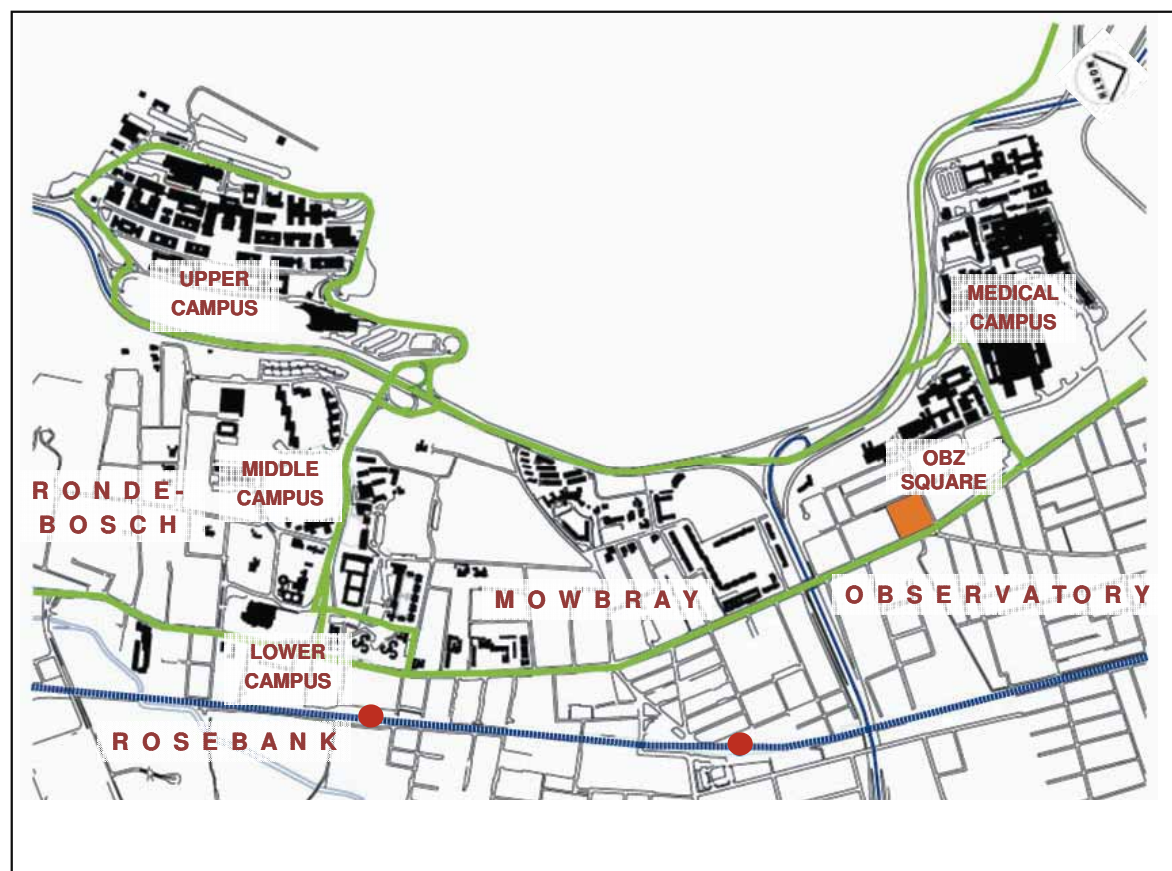 NORTH
UPPER
CAMPUS
MEDICAL
CAMPUS
MIDDLE
CAMPUS
OBZ
SQUARE
RONDE-
BOSCH
MOWBRAY
OBSERVATORY
LOWER
CAMPUS
ROSEBANK